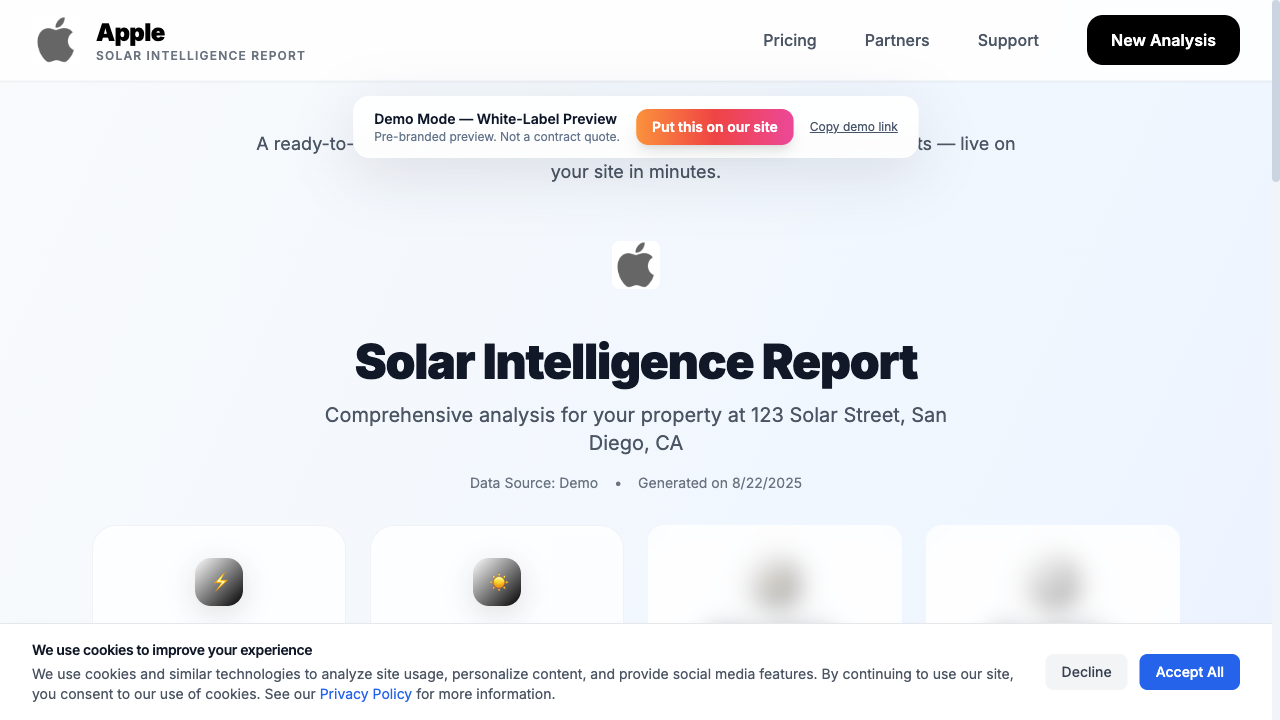 Apple
SOLAR INTELLIGENCE REPORT
Pricing
Partners
Support
New Analysis
Demo Mode — White-Label Preview
Pre-branded preview. Not a contract quote.
Put this on our site
Copy demo link
A ready-to-
ts — live on
your site in minutes.
Solar Intelligence Report
Comprehensive analysis for your property at 123 Solar Street, San
Diego, CA
Data Source: Demo • Generated on 8/22/2025
We use cookies to improve your experience
We use cookies and similar technologies to analyze site usage, personalize content, and provide social media features. By continuing to use our site,
you consent to our use of cookies. See our Privacy Policy for more information.
Decline
Accept All